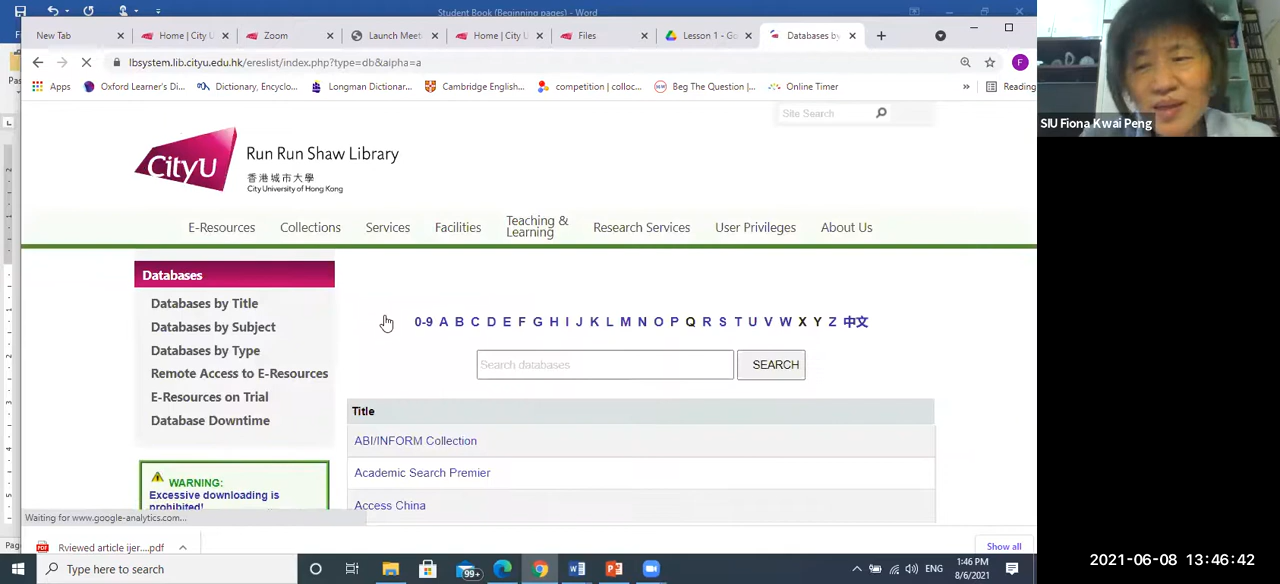 Student Book (Beginning pages) - Word
New Tab
Home | City U
Zoom
Launch Meet
Home | City U
Files
Lesson 1 - Go
Databases by
lbsystem.lib.cityu.edu.hk/ereslist/index.php?type=db&aipha=a
F
Apps
Oxford Learner's Di...
Dictionary, Encyclo...
Longman Dictionar...
Cambridge English...
competition | colloc...
Beg The Question |...
Online Timer
»
Reading
Site Search
CityU
Run Run Shaw Library
香港城市大學
City University of Hong Kong
E-Resources
Collections
Services
Facilities
Teaching &
Learning
Research Services
User Privileges
About Us
Databases
Databases by Title
Databases by Subject
Databases by Type
Remote Access to E-Resources
E-Resources on Trial
Database Downtime
WARNING:
Excessive downloading is
prohibited!
0-9 A B C D E F G H I J K L M N O P Q R S T U V W X Y Z 中文
Search databases
SEARCH
Title
ABI/INFORM Collection
Academic Search Premier
Access China
Waiting for www.google-analytics.com...
Rviewed article ijer....pdf
Show all
Type here to search
99+
ENG
1:46 PM
8/6/2021
SIU Fiona Kwai Peng
2021-06-08 13:46:42